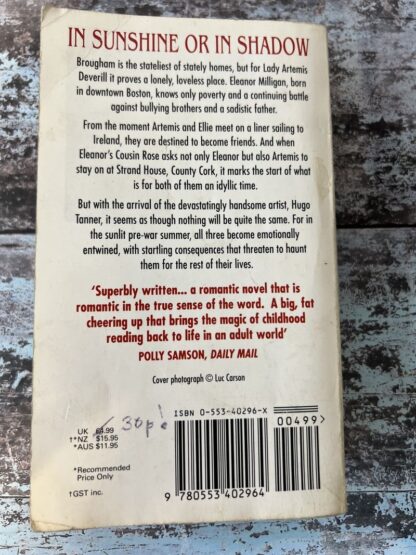 IN SUNSHINE OR IN SHADOW
Brougham is the stateliest of stately homes, but for Lady Artemis
Deverill it proves a lonely, loveless place. Eleanor Milligan, born
in downtown Boston, knows only poverty and a continuing battle
against bullying brothers and a sadistic father.
From the moment Artemis and Ellie meet on a liner sailing to
Ireland, they are destined to become friends. And when
Eleanor's Cousin Rose asks not only Eleanor but also Artemis to
stay on at Strand House, County Cork, it marks the start of what
is for both of them an idyllic time.
But with the arrival of the devastatingly handsome artist, Hugo
Tanner, it seems as though nothing will be quite the same. For in
the sunlit pre-war summer, all three become emotionally
entwined, with startling consequences that threaten to haunt
them for the rest of their lives.
'Superbly written... a romantic novel that is
romantic in the true sense of the word. A big, fat
cheering up that brings the magic of childhood
reading back to life in an adult world'
POLLY SAMSON, DAILY MAIL
Cover photograph © Luc Carson
ISBN 0-553-40296-X
00499>
UK £4.99
30p!
†*NZ $15.95
*AUS $11.95
*Recommended
Price Only
†GST inc.
9 780553 402964